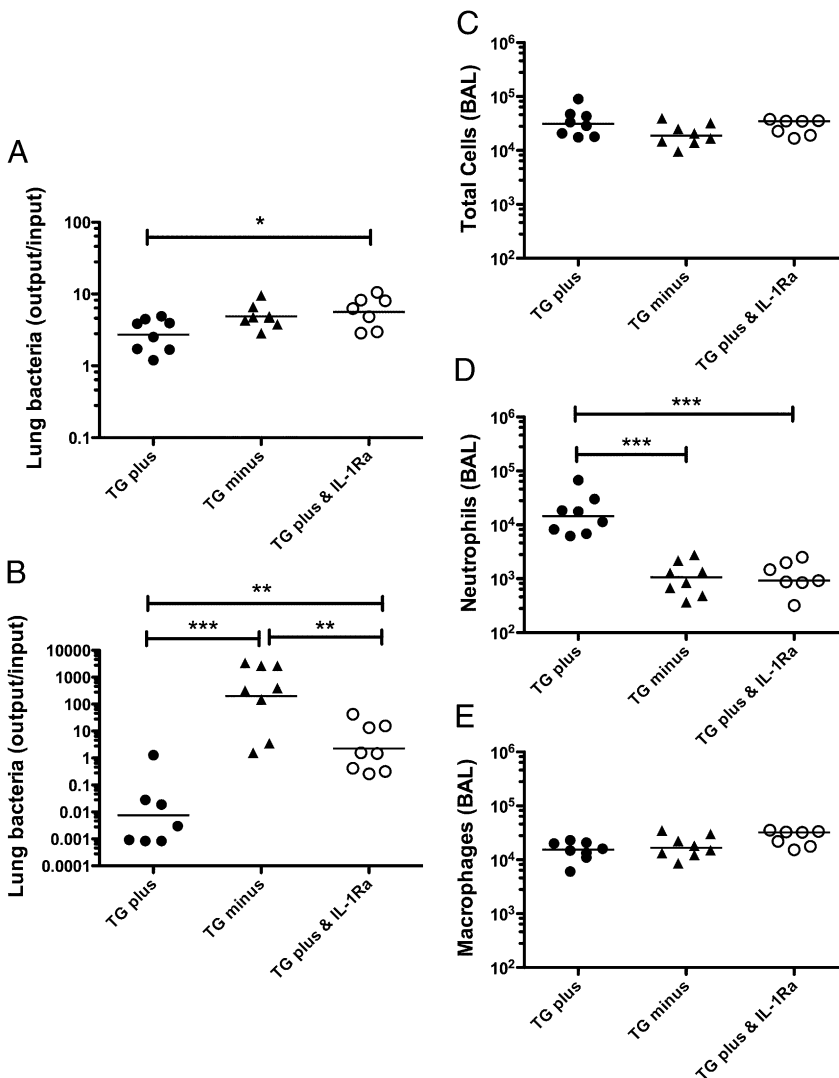 A
Lung bacteria (output/input)
100
10
1
0.1
*
TG plus
TG minus
TG plus & IL-1Ra
B
Lung bacteria (output/input)
10000
1000
100
10
1
0.1
0.01
0.001
0.0001
**
***
**
TG plus
TG minus
TG plus & IL-1Ra
C
Total Cells (BAL)
10⁶
10⁵
10⁴
10³
10²
TG plus
TG minus
TG plus & IL-1Ra
D
Neutrophils (BAL)
10⁶
10⁵
10⁴
10³
10²
***
***
TG plus
TG minus
TG plus & IL-1Ra
E
Macrophages (BAL)
10⁶
10⁵
10⁴
10³
10²
TG plus
TG minus
TG plus & IL-1Ra